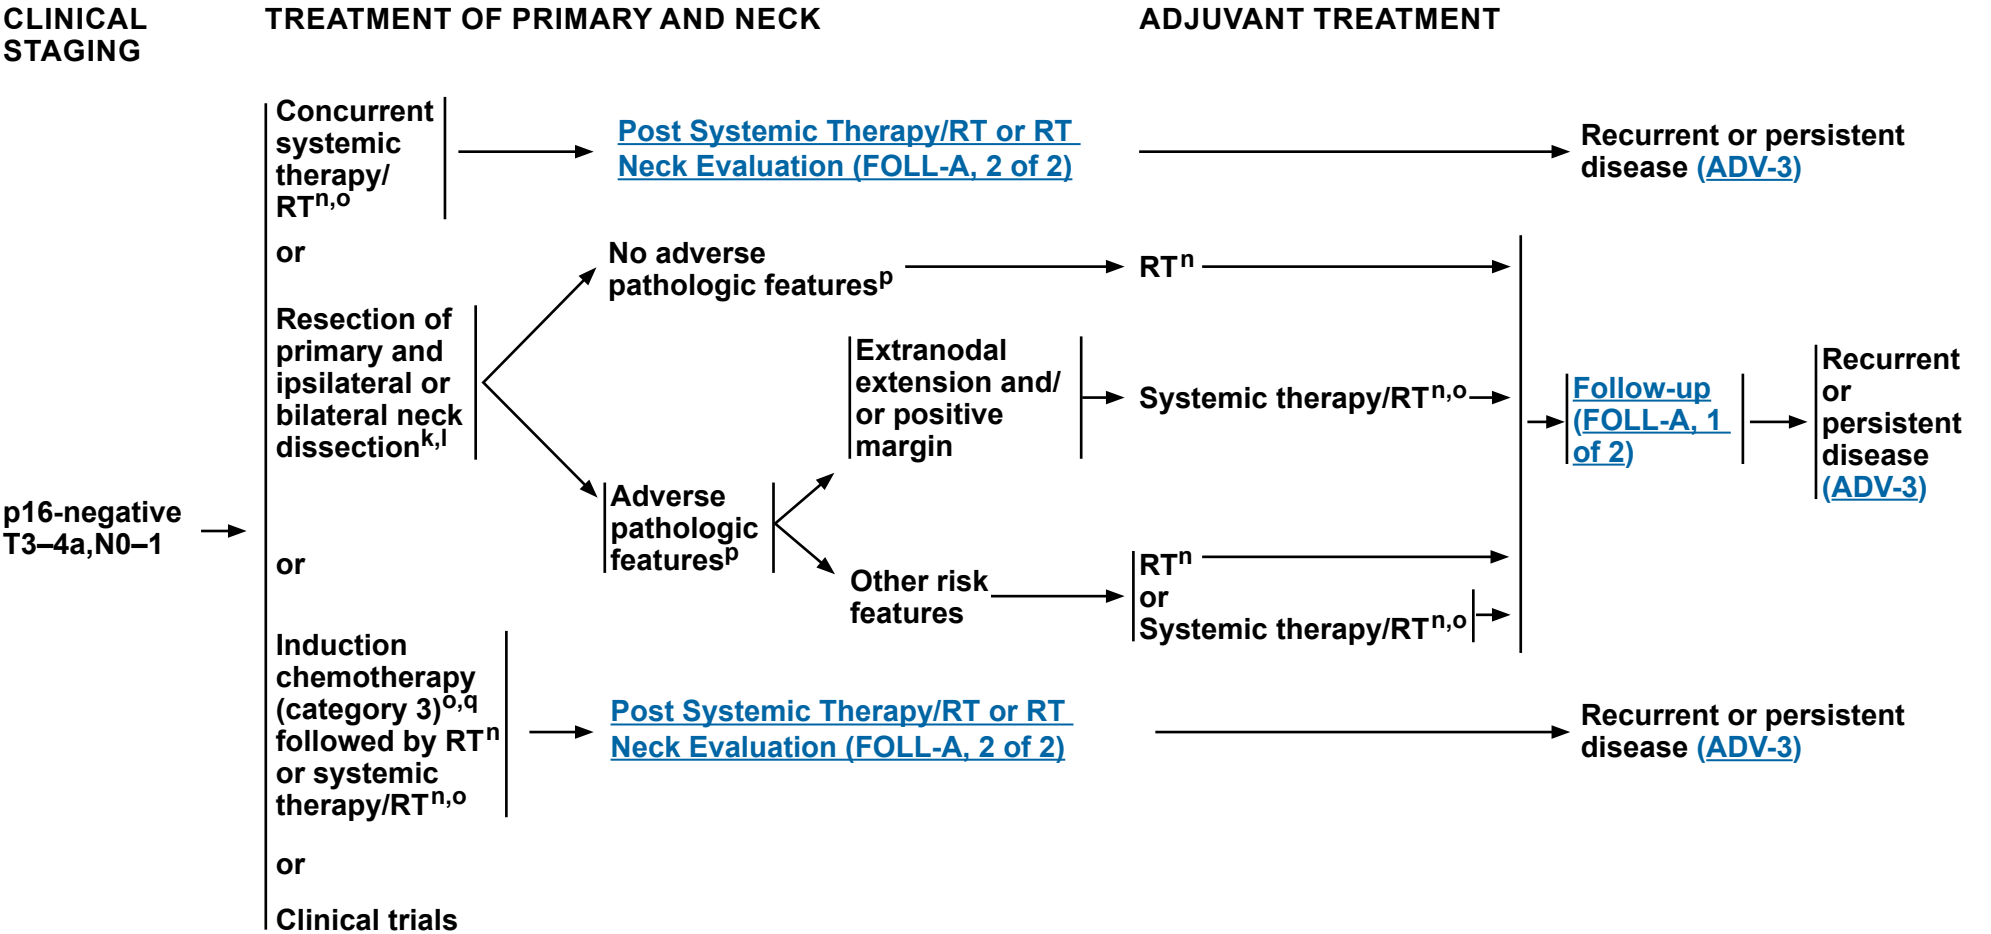 CLINICAL
STAGING
TREATMENT OF PRIMARY AND NECK
ADJUVANT TREATMENT
p16-negative
T3–4a,N0–1
Concurrent
systemic
therapy/
RTn,o
Post Systemic Therapy/RT or RT
Neck Evaluation (FOLL-A, 2 of 2)
Recurrent or persistent
disease (ADV-3)
or
Resection of
primary and
ipsilateral or
bilateral neck
dissectionk,l
No adverse
pathologic featuresp
RTn
Adverse
pathologic
featuresp
Extranodal
extension and/
or positive
margin
Systemic therapy/RTn,o
Other risk
features
RTn
or
Systemic therapy/RTn,o
Follow-up
(FOLL-A, 1
of 2)
Recurrent
or
persistent
disease
(ADV-3)
or
Induction
chemotherapy
(category 3)o,q
followed by RTn
or systemic
therapy/RTn,o
Post Systemic Therapy/RT or RT
Neck Evaluation (FOLL-A, 2 of 2)
Recurrent or persistent
disease (ADV-3)
or
Clinical trials